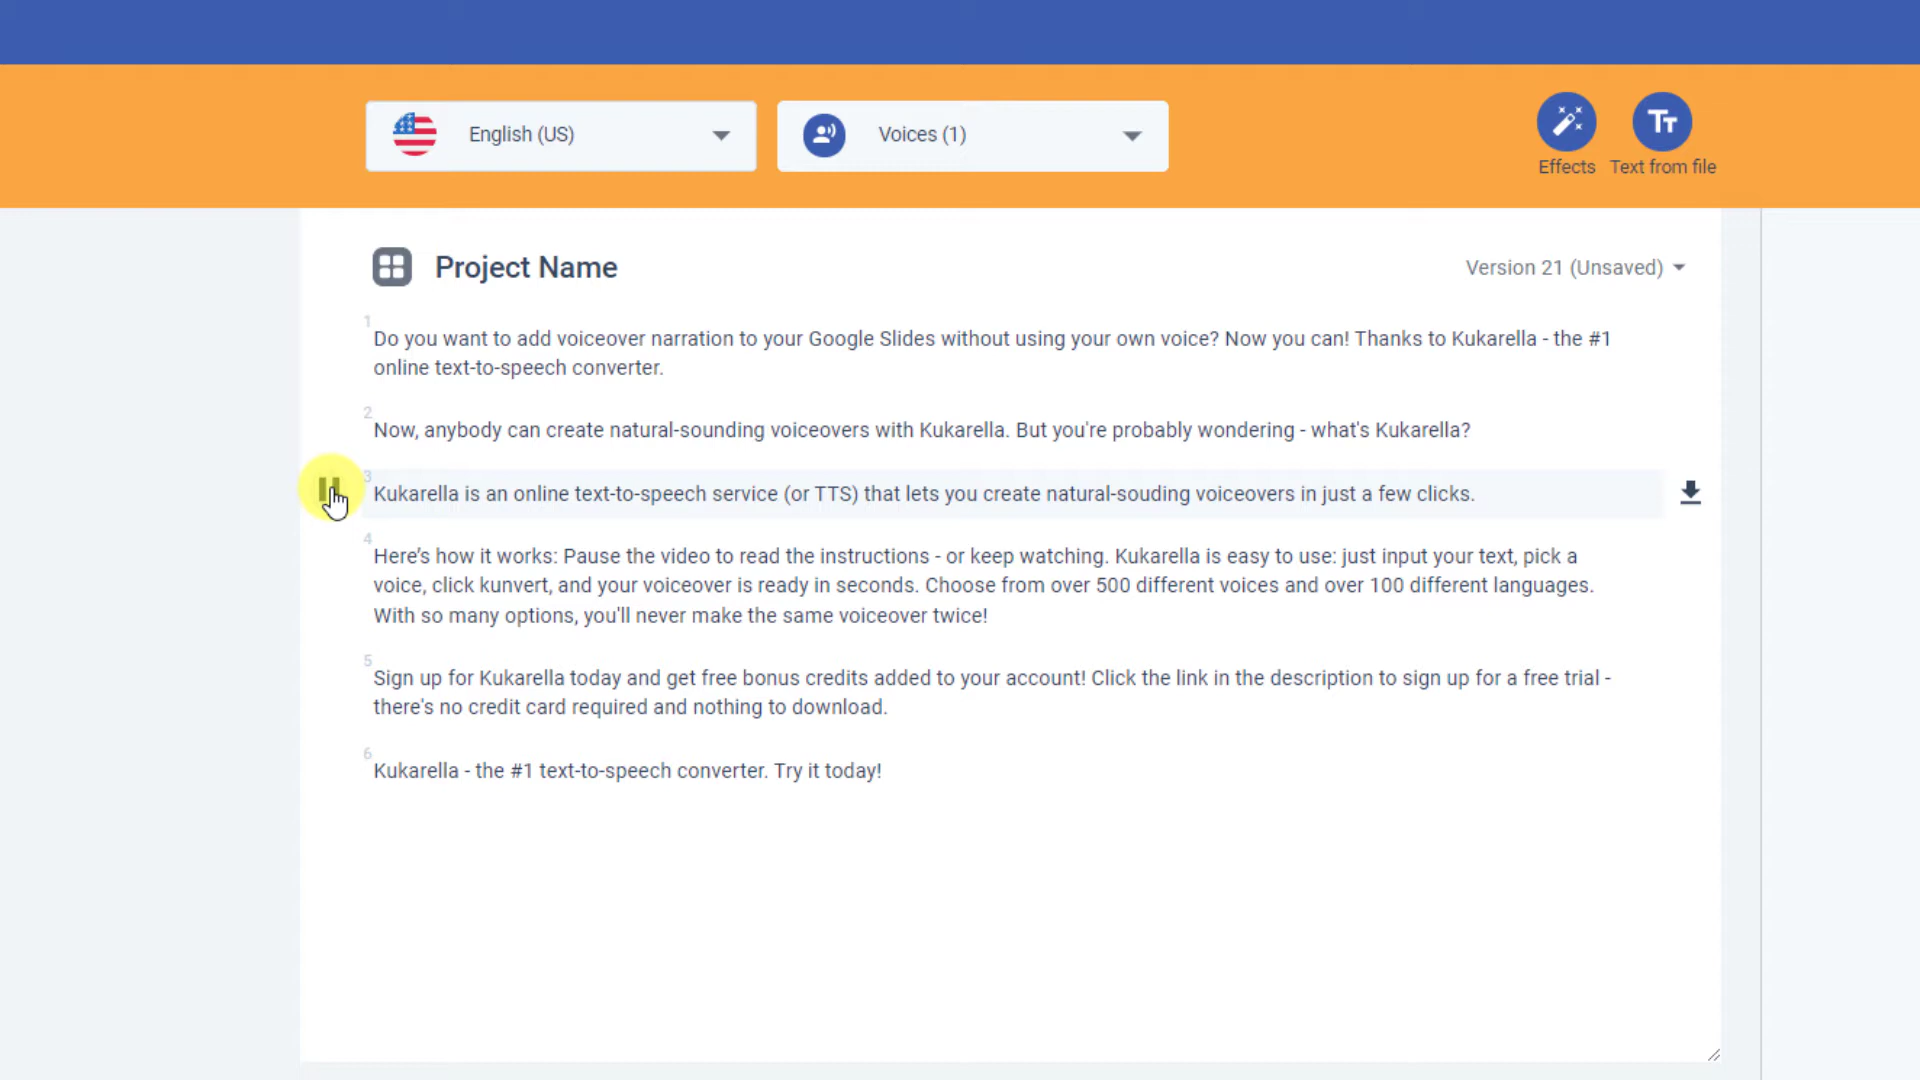 English (US)
Voices (1)
Effects
Text from file
Project Name
Version 21 (Unsaved)
1
Do you want to add voiceover narration to your Google Slides without using your own voice? Now you can! Thanks to Kukarella - the #1
online text-to-speech converter.
2
Now, anybody can create natural-sounding voiceovers with Kukarella. But you're probably wondering - what's Kukarella?
3
Kukarella is an online text-to-speech service (or TTS) that lets you create natural-souding voiceovers in just a few clicks.
4
Here's how it works: Pause the video to read the instructions - or keep watching. Kukarella is easy to use: just input your text, pick a
voice, click kunvert, and your voiceover is ready in seconds. Choose from over 500 different voices and over 100 different languages.
With so many options, you'll never make the same voiceover twice!
5
Sign up for Kukarella today and get free bonus credits added to your account! Click the link in the description to sign up for a free trial -
there's no credit card required and nothing to download.
6
Kukarella - the #1 text-to-speech converter. Try it today!